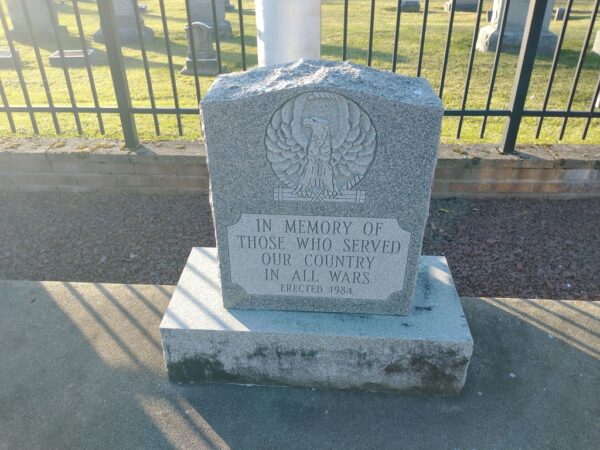 IN MEMORY OF
THOSE WHO SERVED
OUR COUNTRY
IN ALL WARS
ERECTED 1984